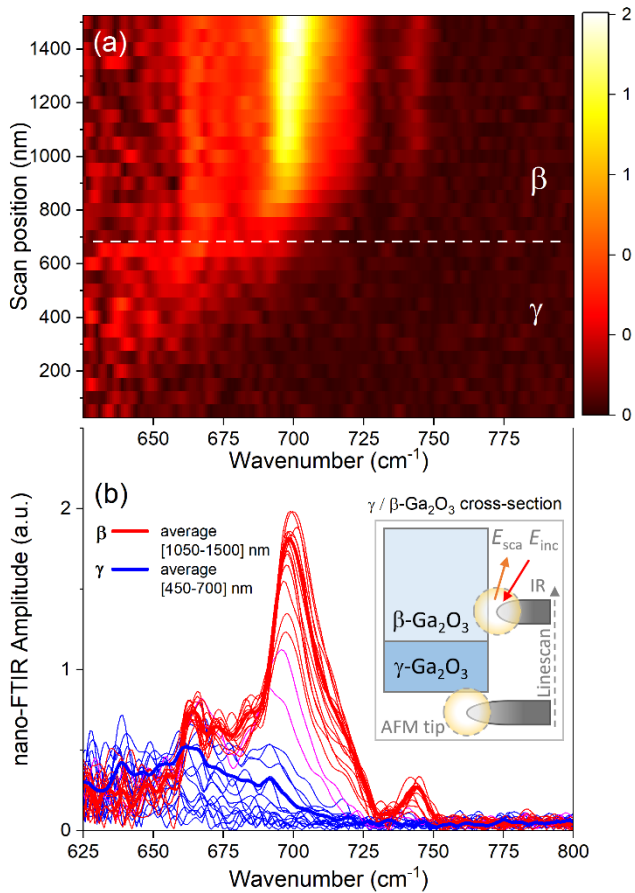 (a)
Scan position (nm)
1400
1200
1000
800
600
400
200
β
γ
2
1
1
0
0
0
650
675
700
725
750
775
Wavenumber (cm⁻¹)
(b)
nano-FTIR Amplitude (a.u.)
2
1
0
β average
[1050-1500] nm
γ average
[450-700] nm
γ / β-Ga₂O₃ cross-section
E_sca E_inc
IR
β-Ga₂O₃
γ-Ga₂O₃
Linescan
AFM tip
625 650 675 700 725 750 775 800
Wavenumber (cm⁻¹)